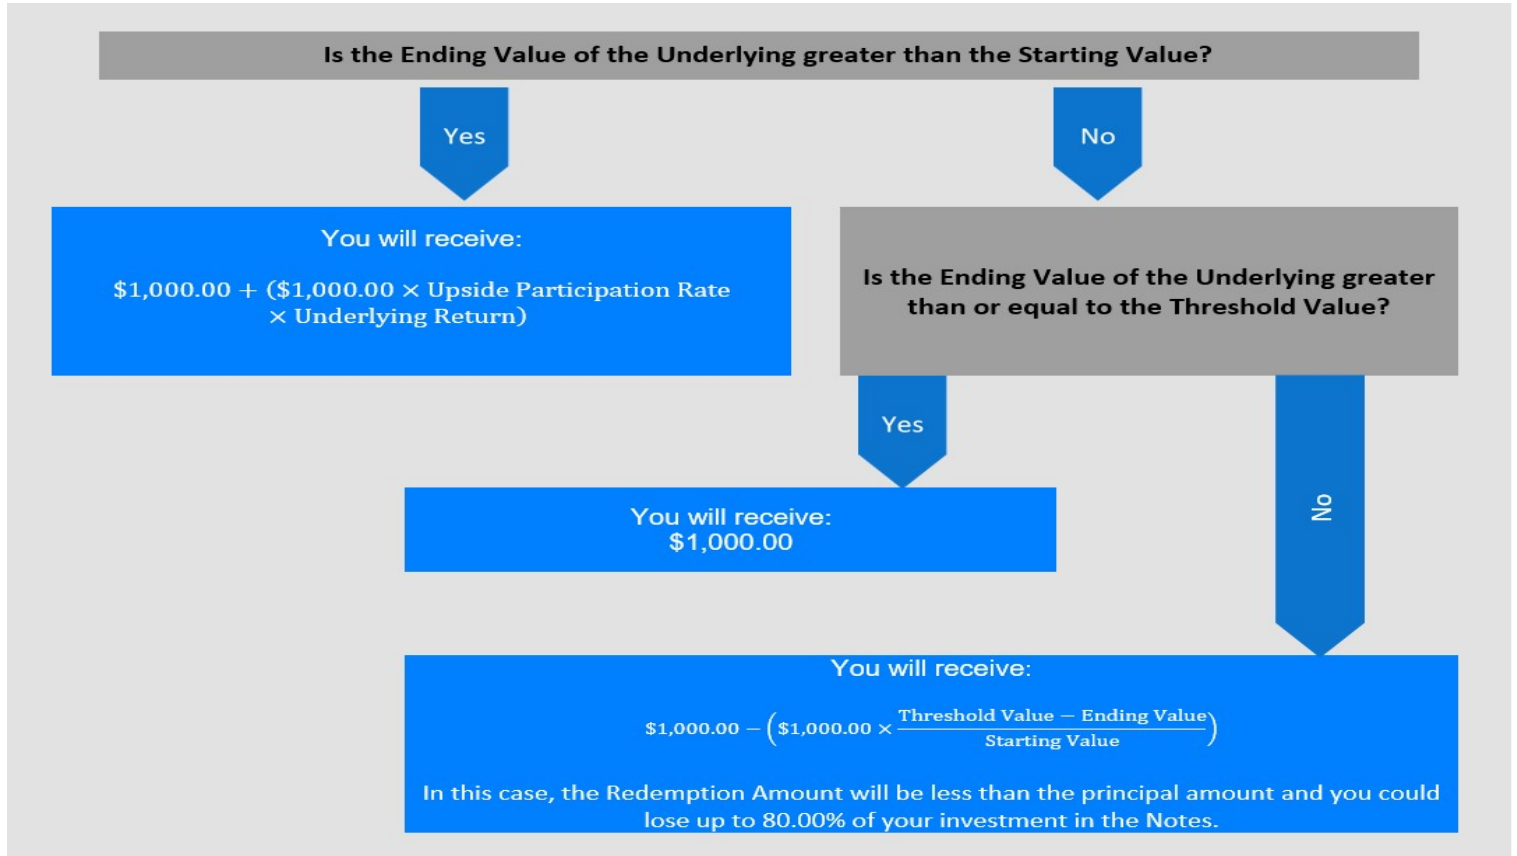 Is the Ending Value of the Underlying greater than the Starting Value?
Yes
No
You will receive:
$1,000.00 + ($1,000.00 × Upside Participation Rate
× Underlying Return)
Is the Ending Value of the Underlying greater
than or equal to the Threshold Value?
Yes
No
You will receive:
$1,000.00
You will receive:
$1,000.00 − ($1,000.00 × Threshold Value − Ending Value
Starting Value)
In this case, the Redemption Amount will be less than the principal amount and you could
lose up to 80.00% of your investment in the Notes.